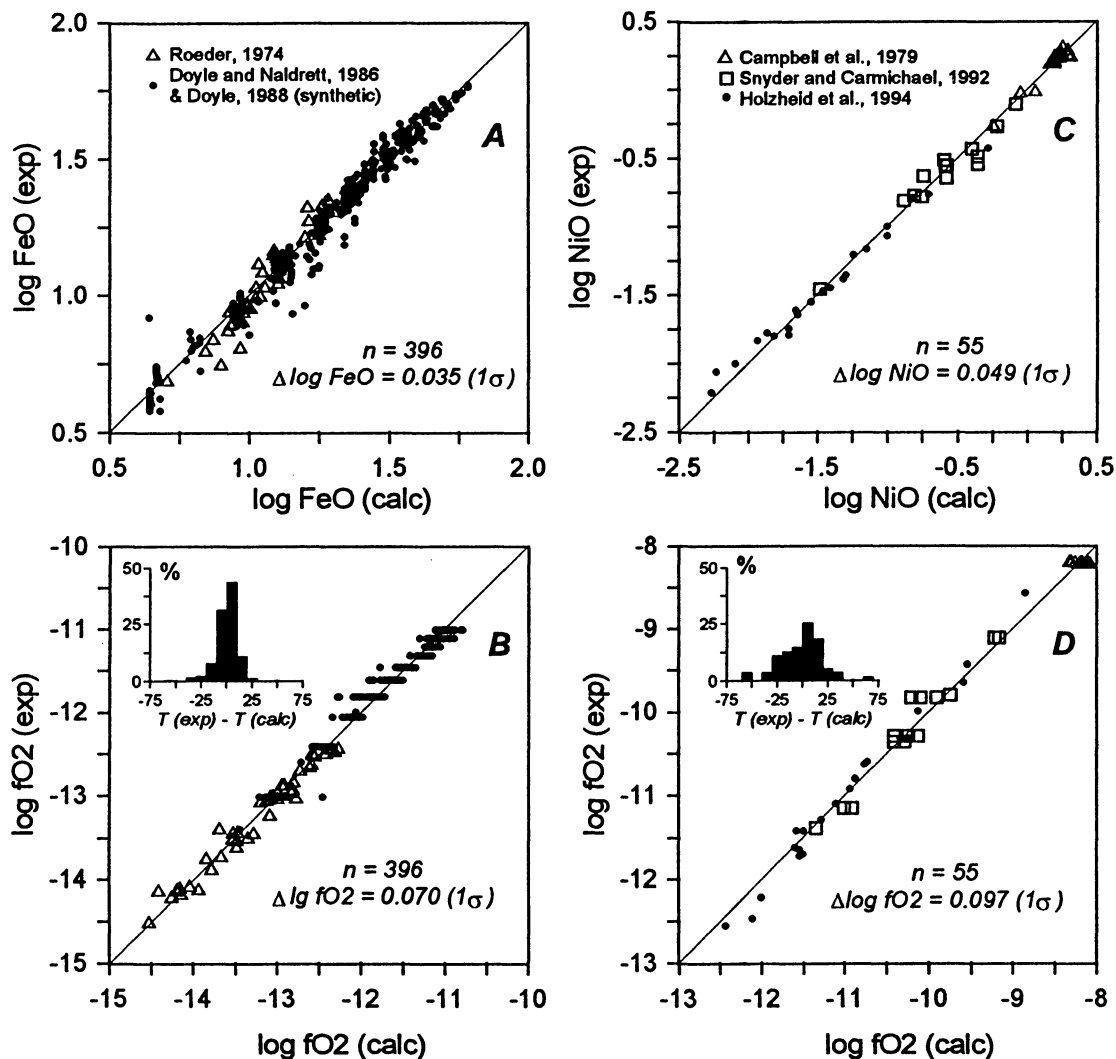 2.0
1.5
1.0
0.5
log FeO (exp)
△ Roeder, 1974
Doyle and Naldrett, 1986
• & Doyle, 1988 (synthetic)
A
n = 396
Δ log FeO = 0.035 (1σ)
0.5 1.0 1.5 2.0
log FeO (calc)
0.5
-0.5
-1.5
-2.5
log NiO (exp)
△ Campbell et al., 1979
□ Snyder and Carmichael, 1992
• Holzheid et al., 1994
C
n = 55
Δ log NiO = 0.049 (1σ)
-2.5 -1.5 -0.5 0.5
log NiO (calc)
-10
-11
-12
-13
-14
-15
log fO2 (exp)
50
25
0
%
-75 -25 25 75
T (exp) - T (calc)
B
n = 396
Δ lg fO2 = 0.070 (1σ)
-15 -14 -13 -12 -11 -10
log fO2 (calc)
-8
-9
-10
-11
-12
-13
log fO2 (exp)
50
25
0
%
-75 -25 25 75
T (exp) - T (calc)
D
n = 55
Δlog fO2 = 0.097 (1σ)
-13 -12 -11 -10 -9 -8
log fO2 (calc)